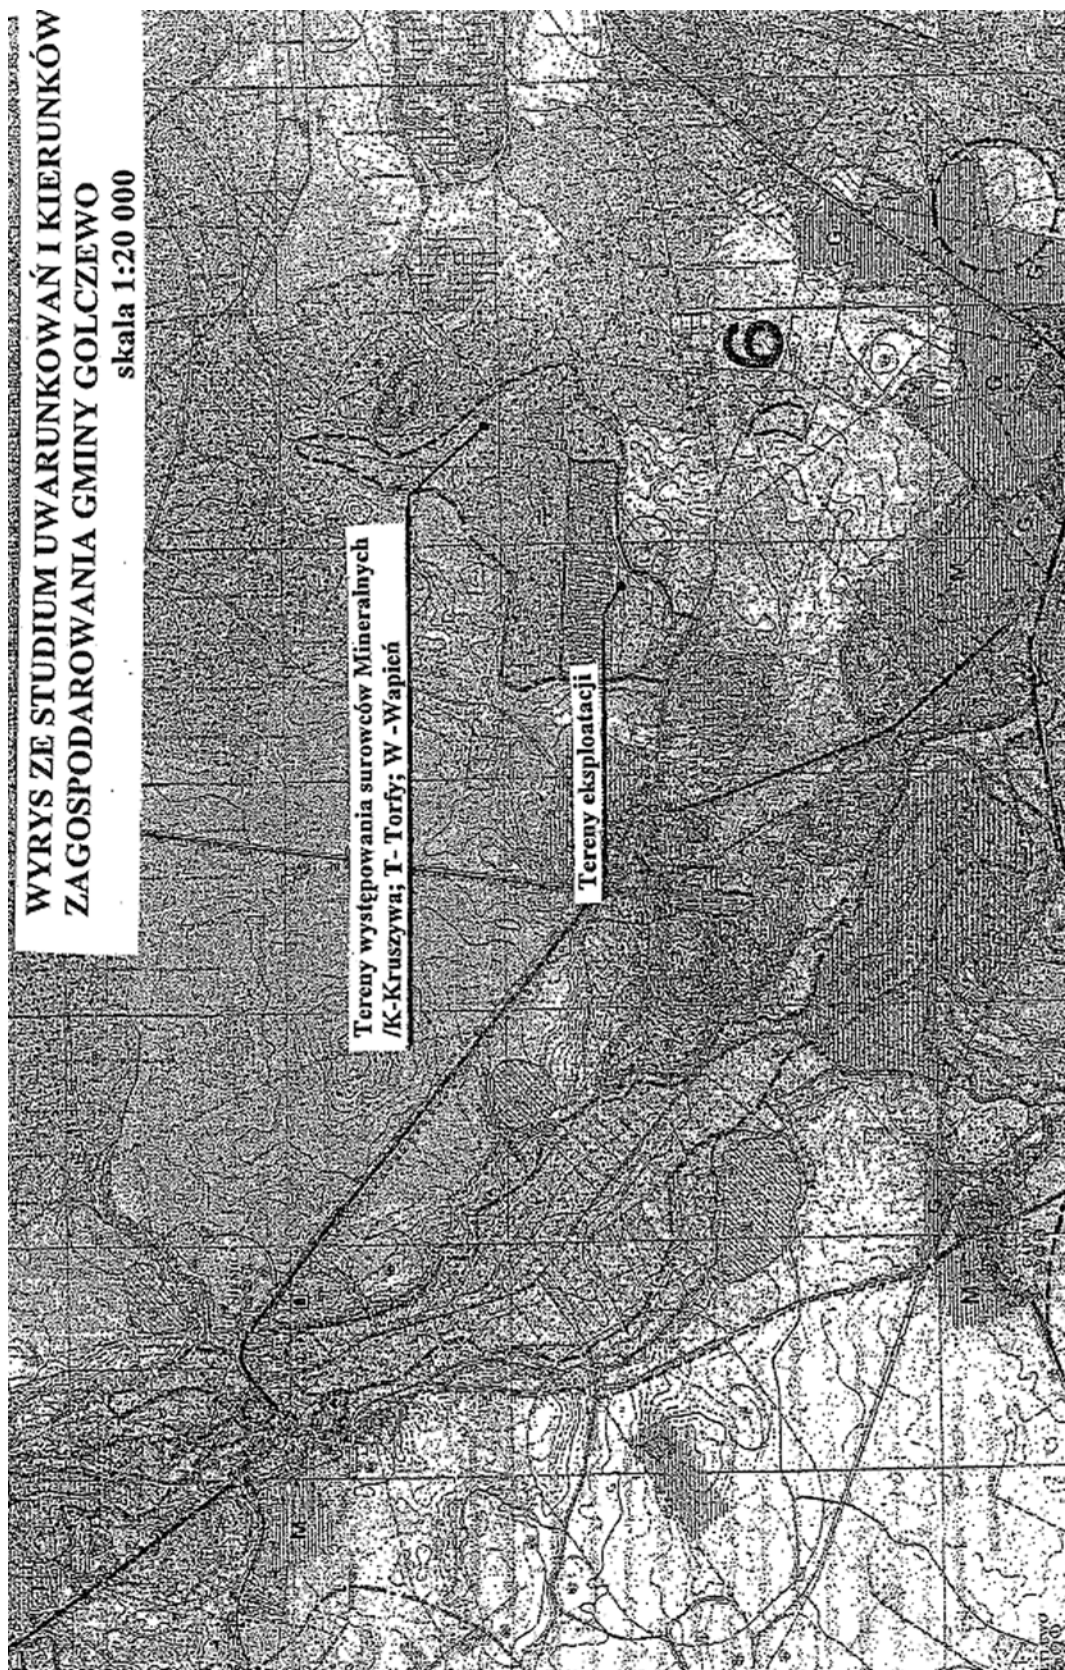 WYRYS ZE STUDIUM UWARUNKOWAŃ I KIERUNKÓW
ZAGOSPODAROWANIA GMINY GOLCZEWO
skala 1:20 000
Tereny występowania surowców Mineralnych
/K-Kruszywa; T- Torfy; W -Wapień
Tereny eksploatacji
6
G
G
G
G
M
M
G
M